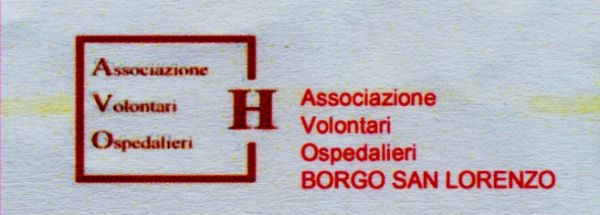 Associazione
Volontari
Ospedalieri
H
Associazione
Volontari
Ospedalieri
BORGO SAN LORENZO